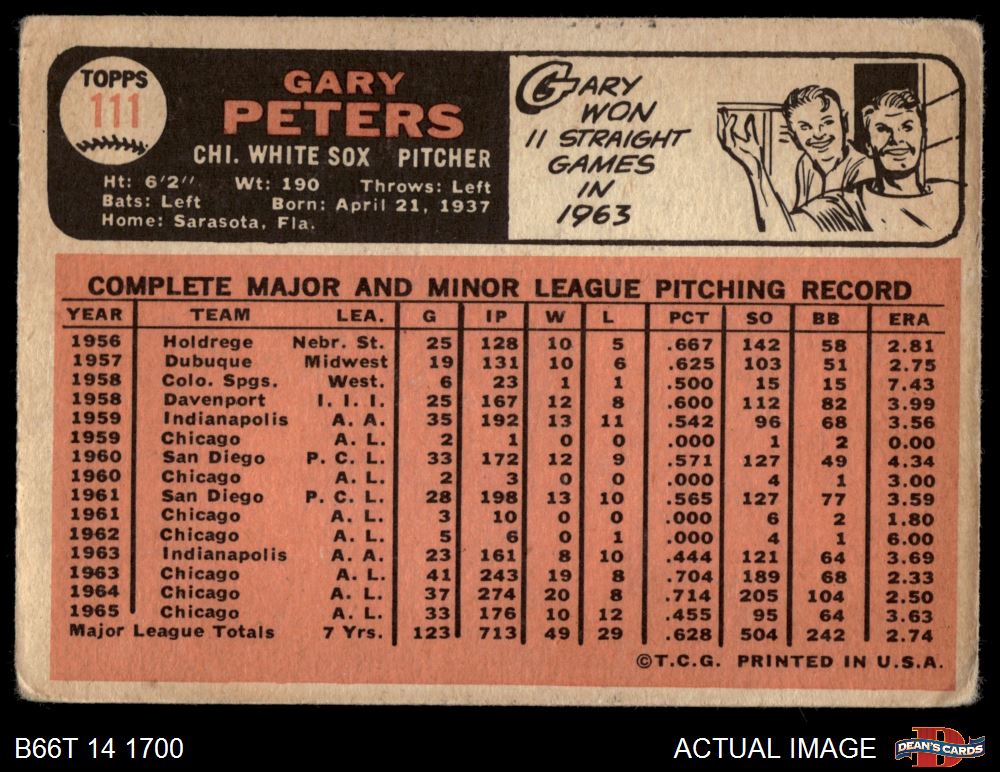 TOPPS
111
GARY
PETERS
CHI. WHITE SOX PITCHER
Ht: 6'2" Wt: 190 Throws: Left
Bats: Left Born: April 21, 1937
Home: Sarasota, Fla.
GARY
WON
11 STRAIGHT
GAMES
IN
1963
COMPLETE MAJOR AND MINOR LEAGUE PITCHING RECORD
YEAR TEAM LEA. G IP W L PCT SO BB ERA
1956 Holdrege Nebr. St. 25 128 10 5 .667 142 58 2.81
1957 Dubuque Midwest 19 131 10 6 .625 103 51 2.75
1958 Colo. Spgs. West. 6 23 1 1 .500 15 15 7.43
1958 Davenport I. I. I. 25 167 12 8 .600 112 82 3.99
1959 Indianapolis A. A. 35 192 13 11 .542 96 68 3.56
1959 Chicago A. L. 2 1 0 0 .000 1 2 0.00
1960 San Diego P. C. L. 33 172 12 9 .571 127 49 4.34
1960 Chicago A. L. 2 3 0 0 .000 4 1 3.00
1961 San Diego P. C. L. 28 198 13 10 .565 127 77 3.59
1961 Chicago A. L. 3 10 0 0 .000 6 2 1.80
1962 Chicago A. L. 5 6 0 1 .000 4 1 6.00
1963 Indianapolis A. A. 23 161 8 10 .444 121 64 3.69
1963 Chicago A. L. 41 243 19 8 .704 189 68 2.33
1964 Chicago A. L. 37 274 20 8 .714 205 104 2.50
1965 Chicago A. L. 33 176 10 12 .455 95 64 3.63
Major League Totals 7 Yrs. 123 713 49 29 .628 504 242 2.74
©T.C.G. PRINTED IN U.S.A.
B66T 14 1700
ACTUAL IMAGE
D
DEAN'S CARDS